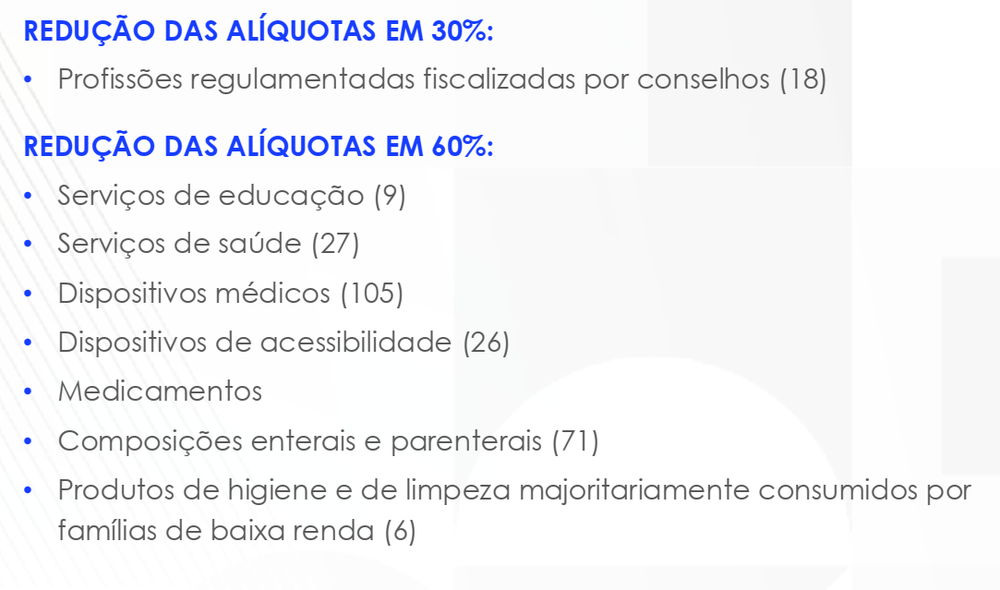 REDUÇÃO DAS ALÍQUOTAS EM 30%:
• Profissões regulamentadas fiscalizadas por conselhos (18)
REDUÇÃO DAS ALÍQUOTAS EM 60%:
• Serviços de educação (9)
• Serviços de saúde (27)
• Dispositivos médicos (105)
• Dispositivos de acessibilidade (26)
• Medicamentos
• Composições enterais e parenterais (71)
• Produtos de higiene e de limpeza majoritariamente consumidos por
famílias de baixa renda (6)